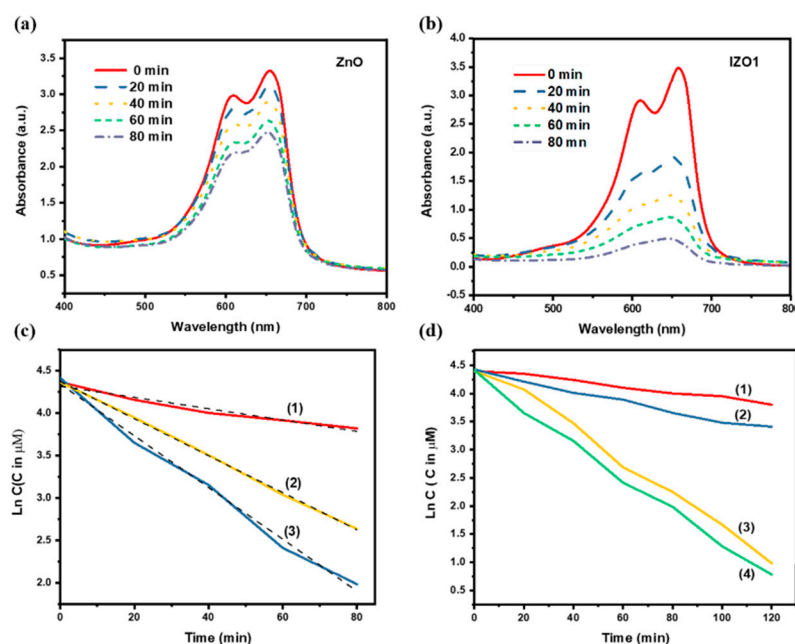 (a)
ZnO
0 min
20 min
40 min
60 min
80 min
3.5
3.0
2.5
2.0
1.5
1.0
0.5
Absorbance (a.u.)
400 500 600 700 800
Wavelength (nm)
(b)
IZO1
0 min
20 min
40 min
60 min
80 mn
4.0
3.5
3.0
2.5
2.0
1.5
1.0
0.5
0.0
-0.5
Absorbance (a.u.)
400 500 600 700 800
Wavelength (nm)
(c)
4.5
4.0
3.5
3.0
2.5
2.0
Ln C(C in μM)
(1)
(2)
(3)
0 20 40 60 80
Time (min)
(d)
4.5
4.0
3.5
3.0
2.5
2.0
1.5
1.0
0.5
Ln C ( C in μM)
(1)
(2)
(3)
(4)
0 20 40 60 80 100 120
Time (min)